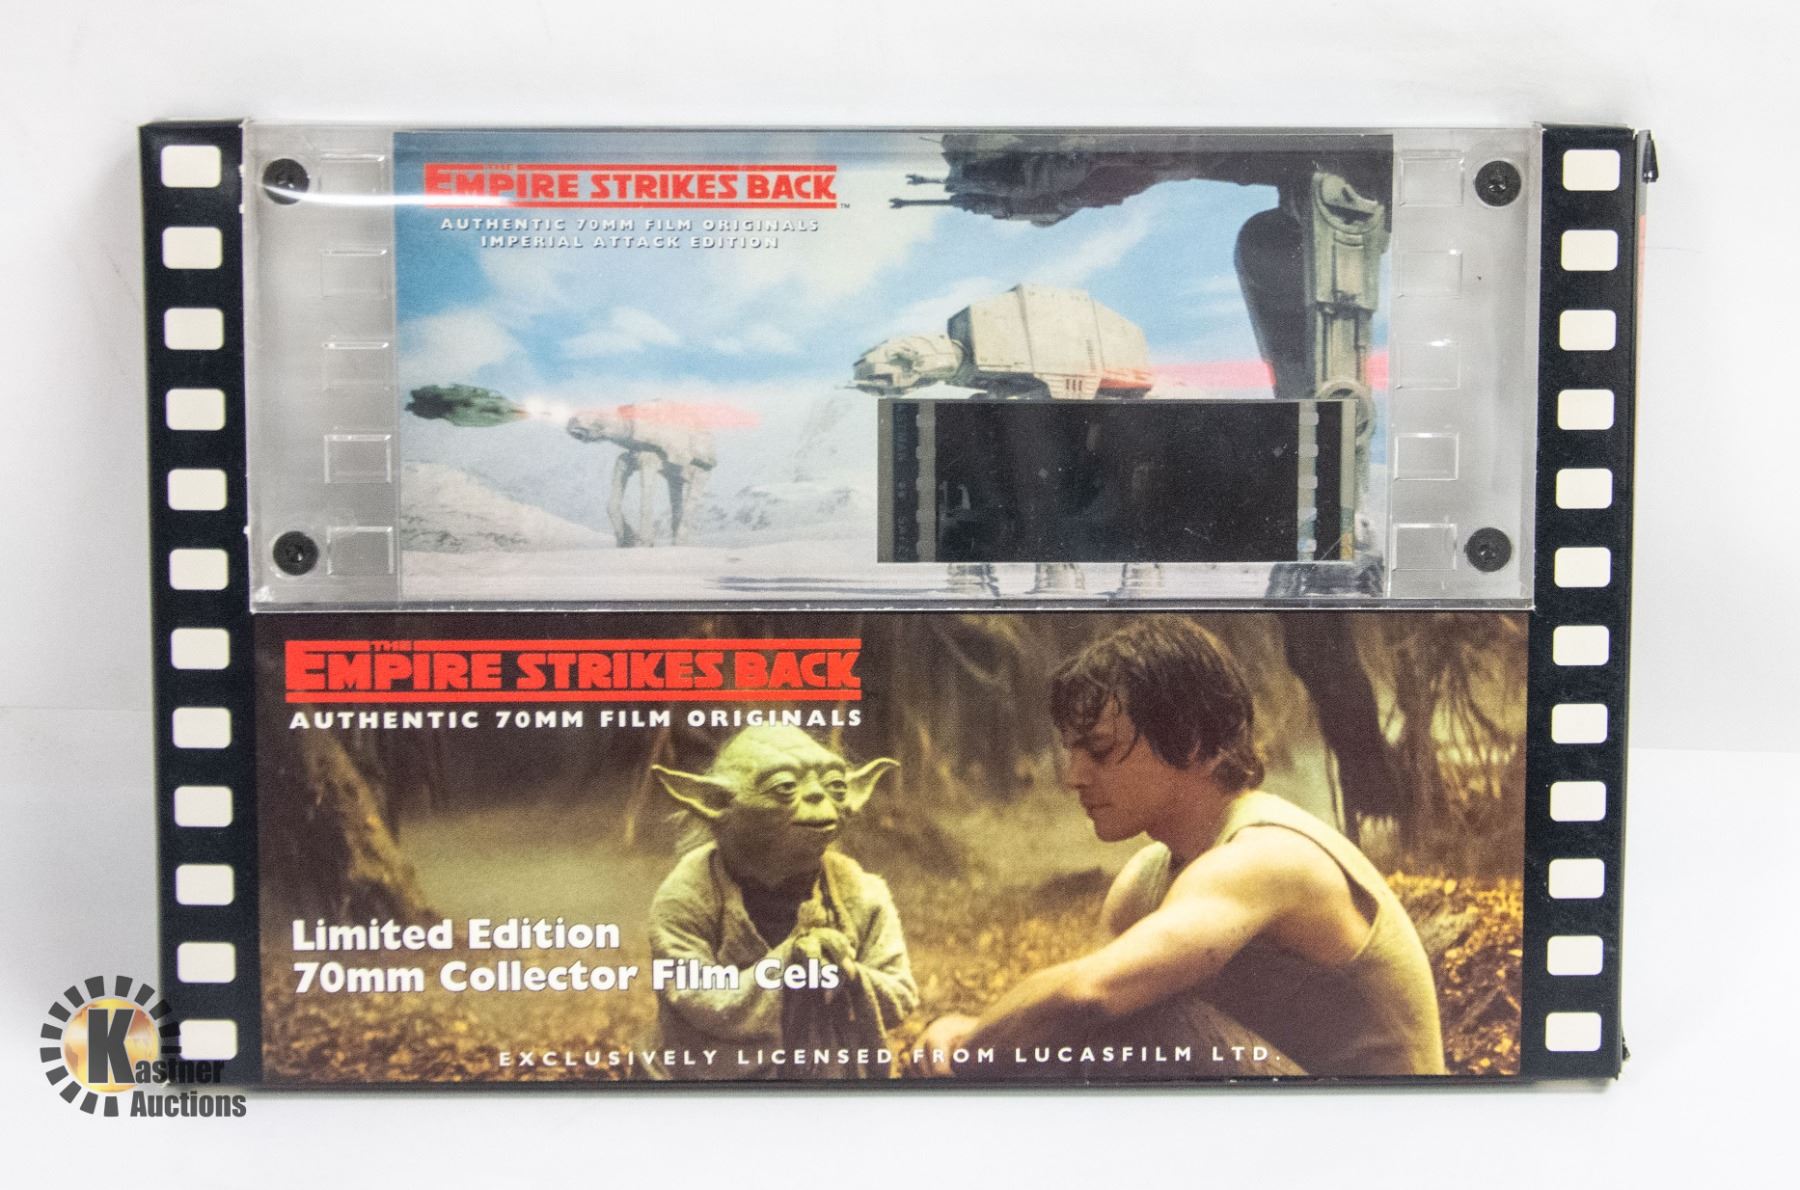 THE
EMPIRE STRIKES BACK™
AUTHENTIC 70MM FILM ORIGINALS
IMPERIAL ATTACK EDITION
THE
EMPIRE STRIKES BACK
AUTHENTIC 70MM FILM ORIGINALS
Limited Edition
70mm Collector Film Cels
EXCLUSIVELY LICENSED FROM LUCASFILM LTD.
Kastner
Auctions